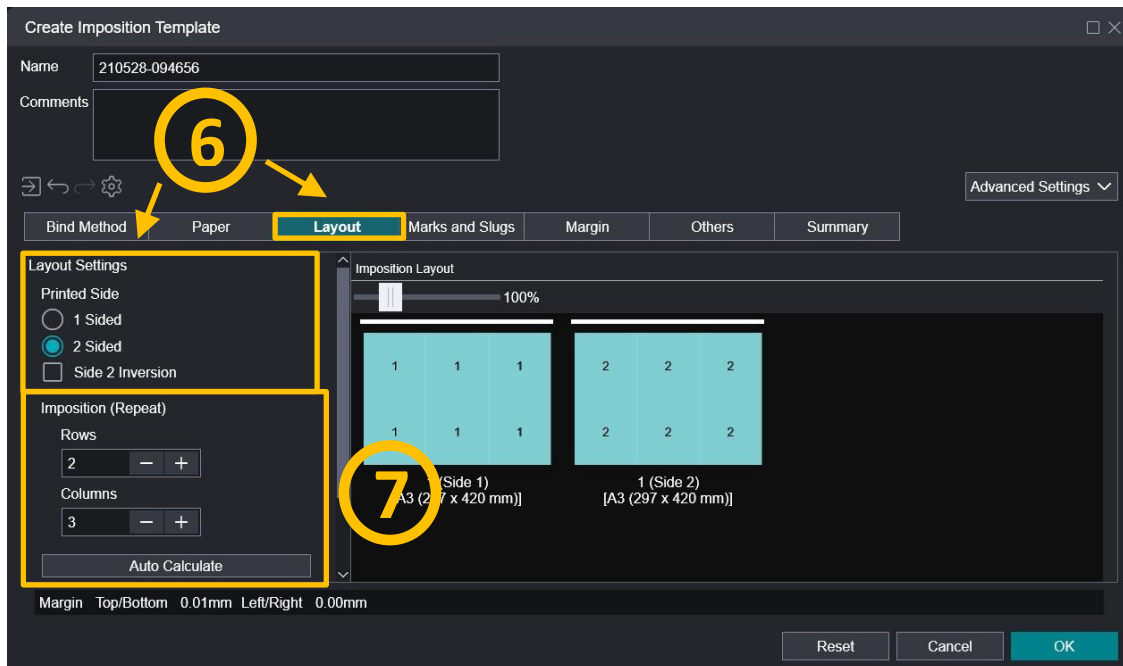 Create Imposition Template
Name 210528-094656
Comments
6
Advanced Settings
Bind Method Paper Layout Marks and Slugs Margin Others Summary
Layout Settings
Printed Side
1 Sided
2 Sided
Side 2 Inversion
Imposition (Repeat)
Rows
2 − +
Columns
3 − +
Auto Calculate
Imposition Layout
100%
1 1 1 2 2 2
1 1 1 2 2 2
7
(Side 1) 1 (Side 2)
7 x 420 mm)] [A3 (297 x 420 mm)]
Margin Top/Bottom 0.01mm Left/Right 0.00mm
Reset Cancel OK